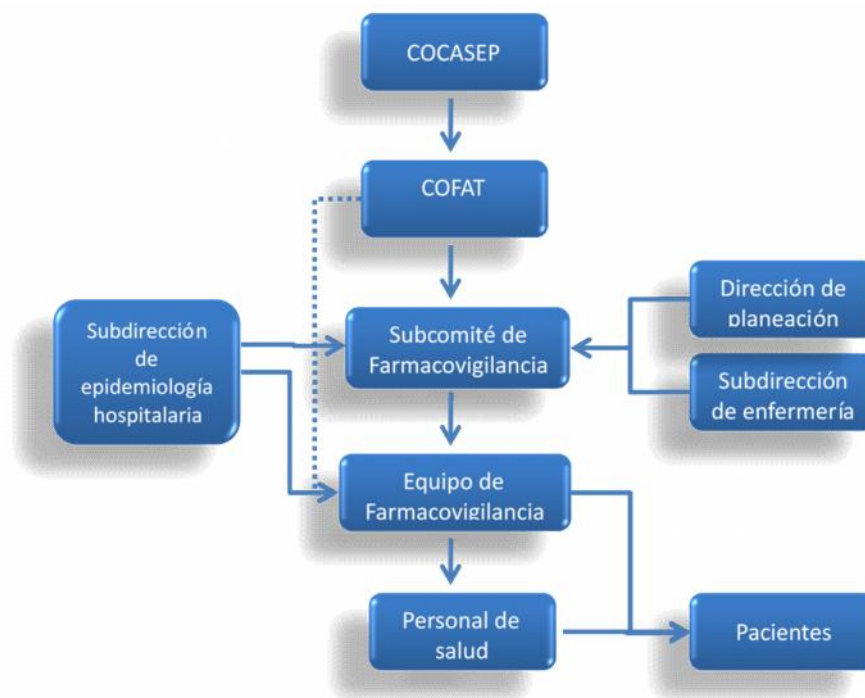 COCASEP
COFAT
Dirección de
planeación
Subdirección
de
epidemiología
hospitalaria
Subcomité de
Farmacovigilancia
Subdirección
de enfermería
Equipo de
Farmacovigilancia
Personal de
salud
Pacientes